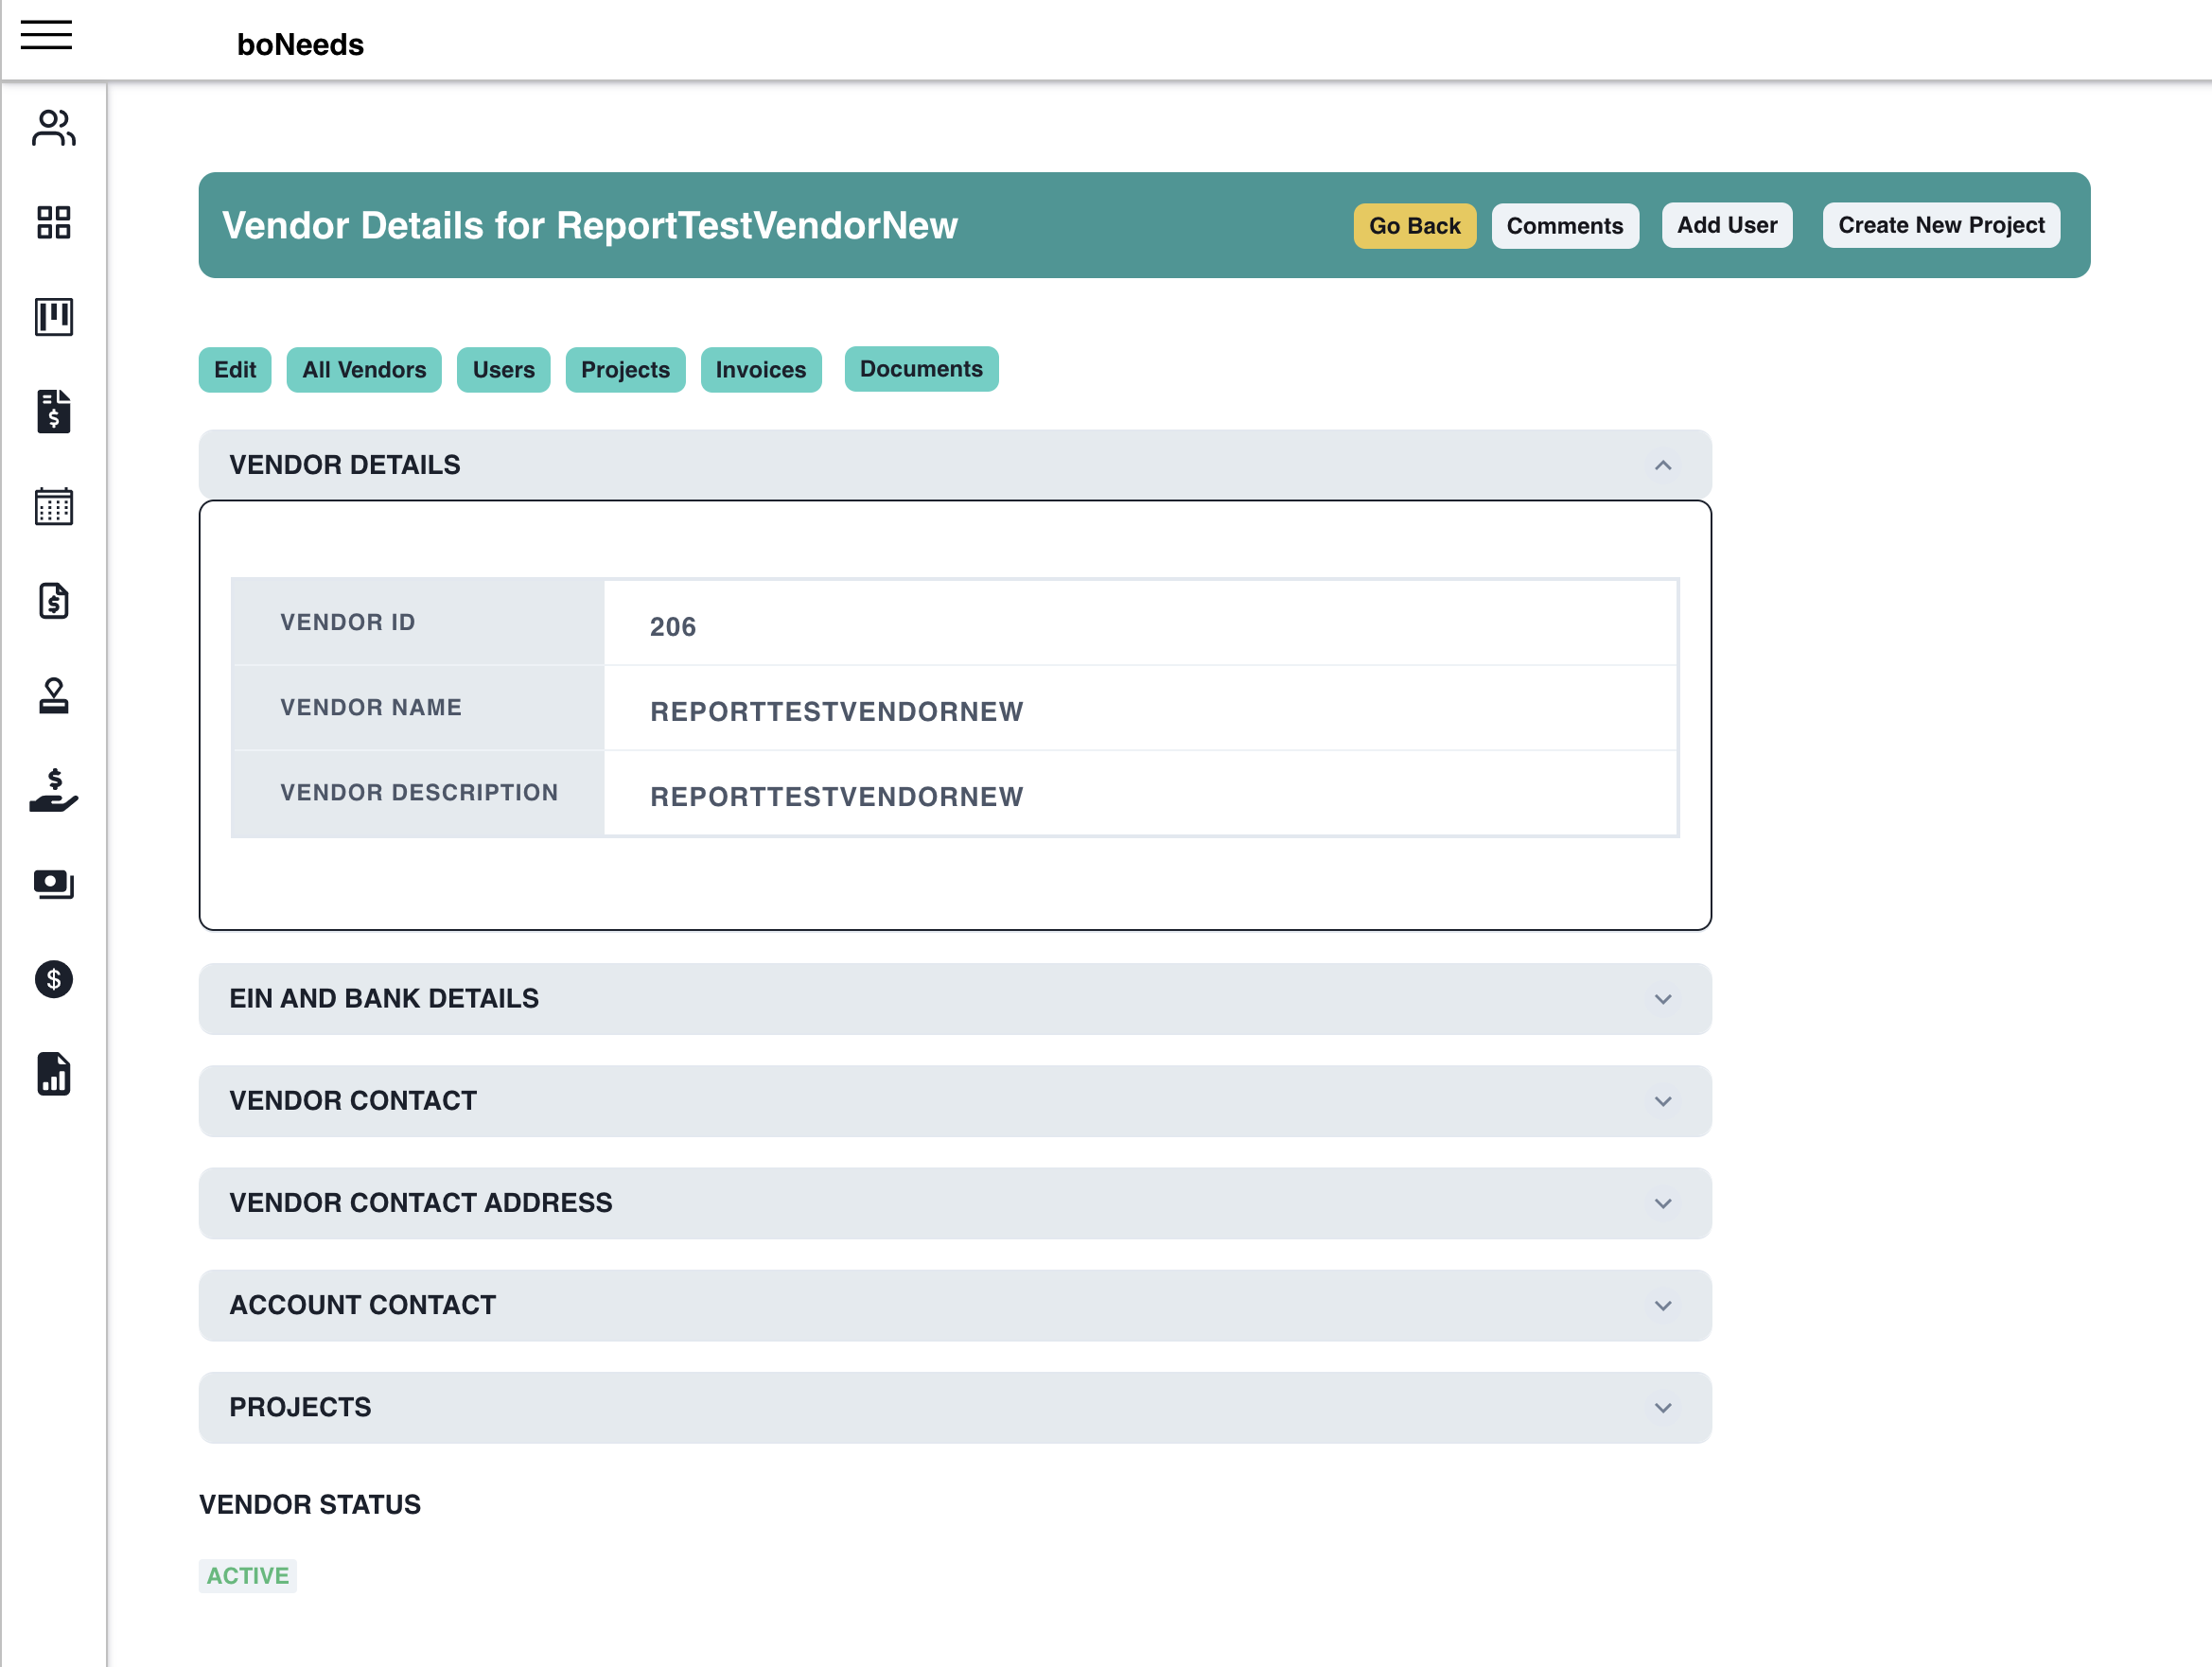 boNeeds
Vendor Details for ReportTestVendorNew
Go Back
Comments
Add User
Create New Project
Edit
All Vendors
Users
Projects
Invoices
Documents
VENDOR DETAILS
VENDOR ID
206
VENDOR NAME
REPORTTESTVENDORNEW
VENDOR DESCRIPTION
REPORTTESTVENDORNEW
EIN AND BANK DETAILS
VENDOR CONTACT
VENDOR CONTACT ADDRESS
ACCOUNT CONTACT
PROJECTS
VENDOR STATUS
ACTIVE